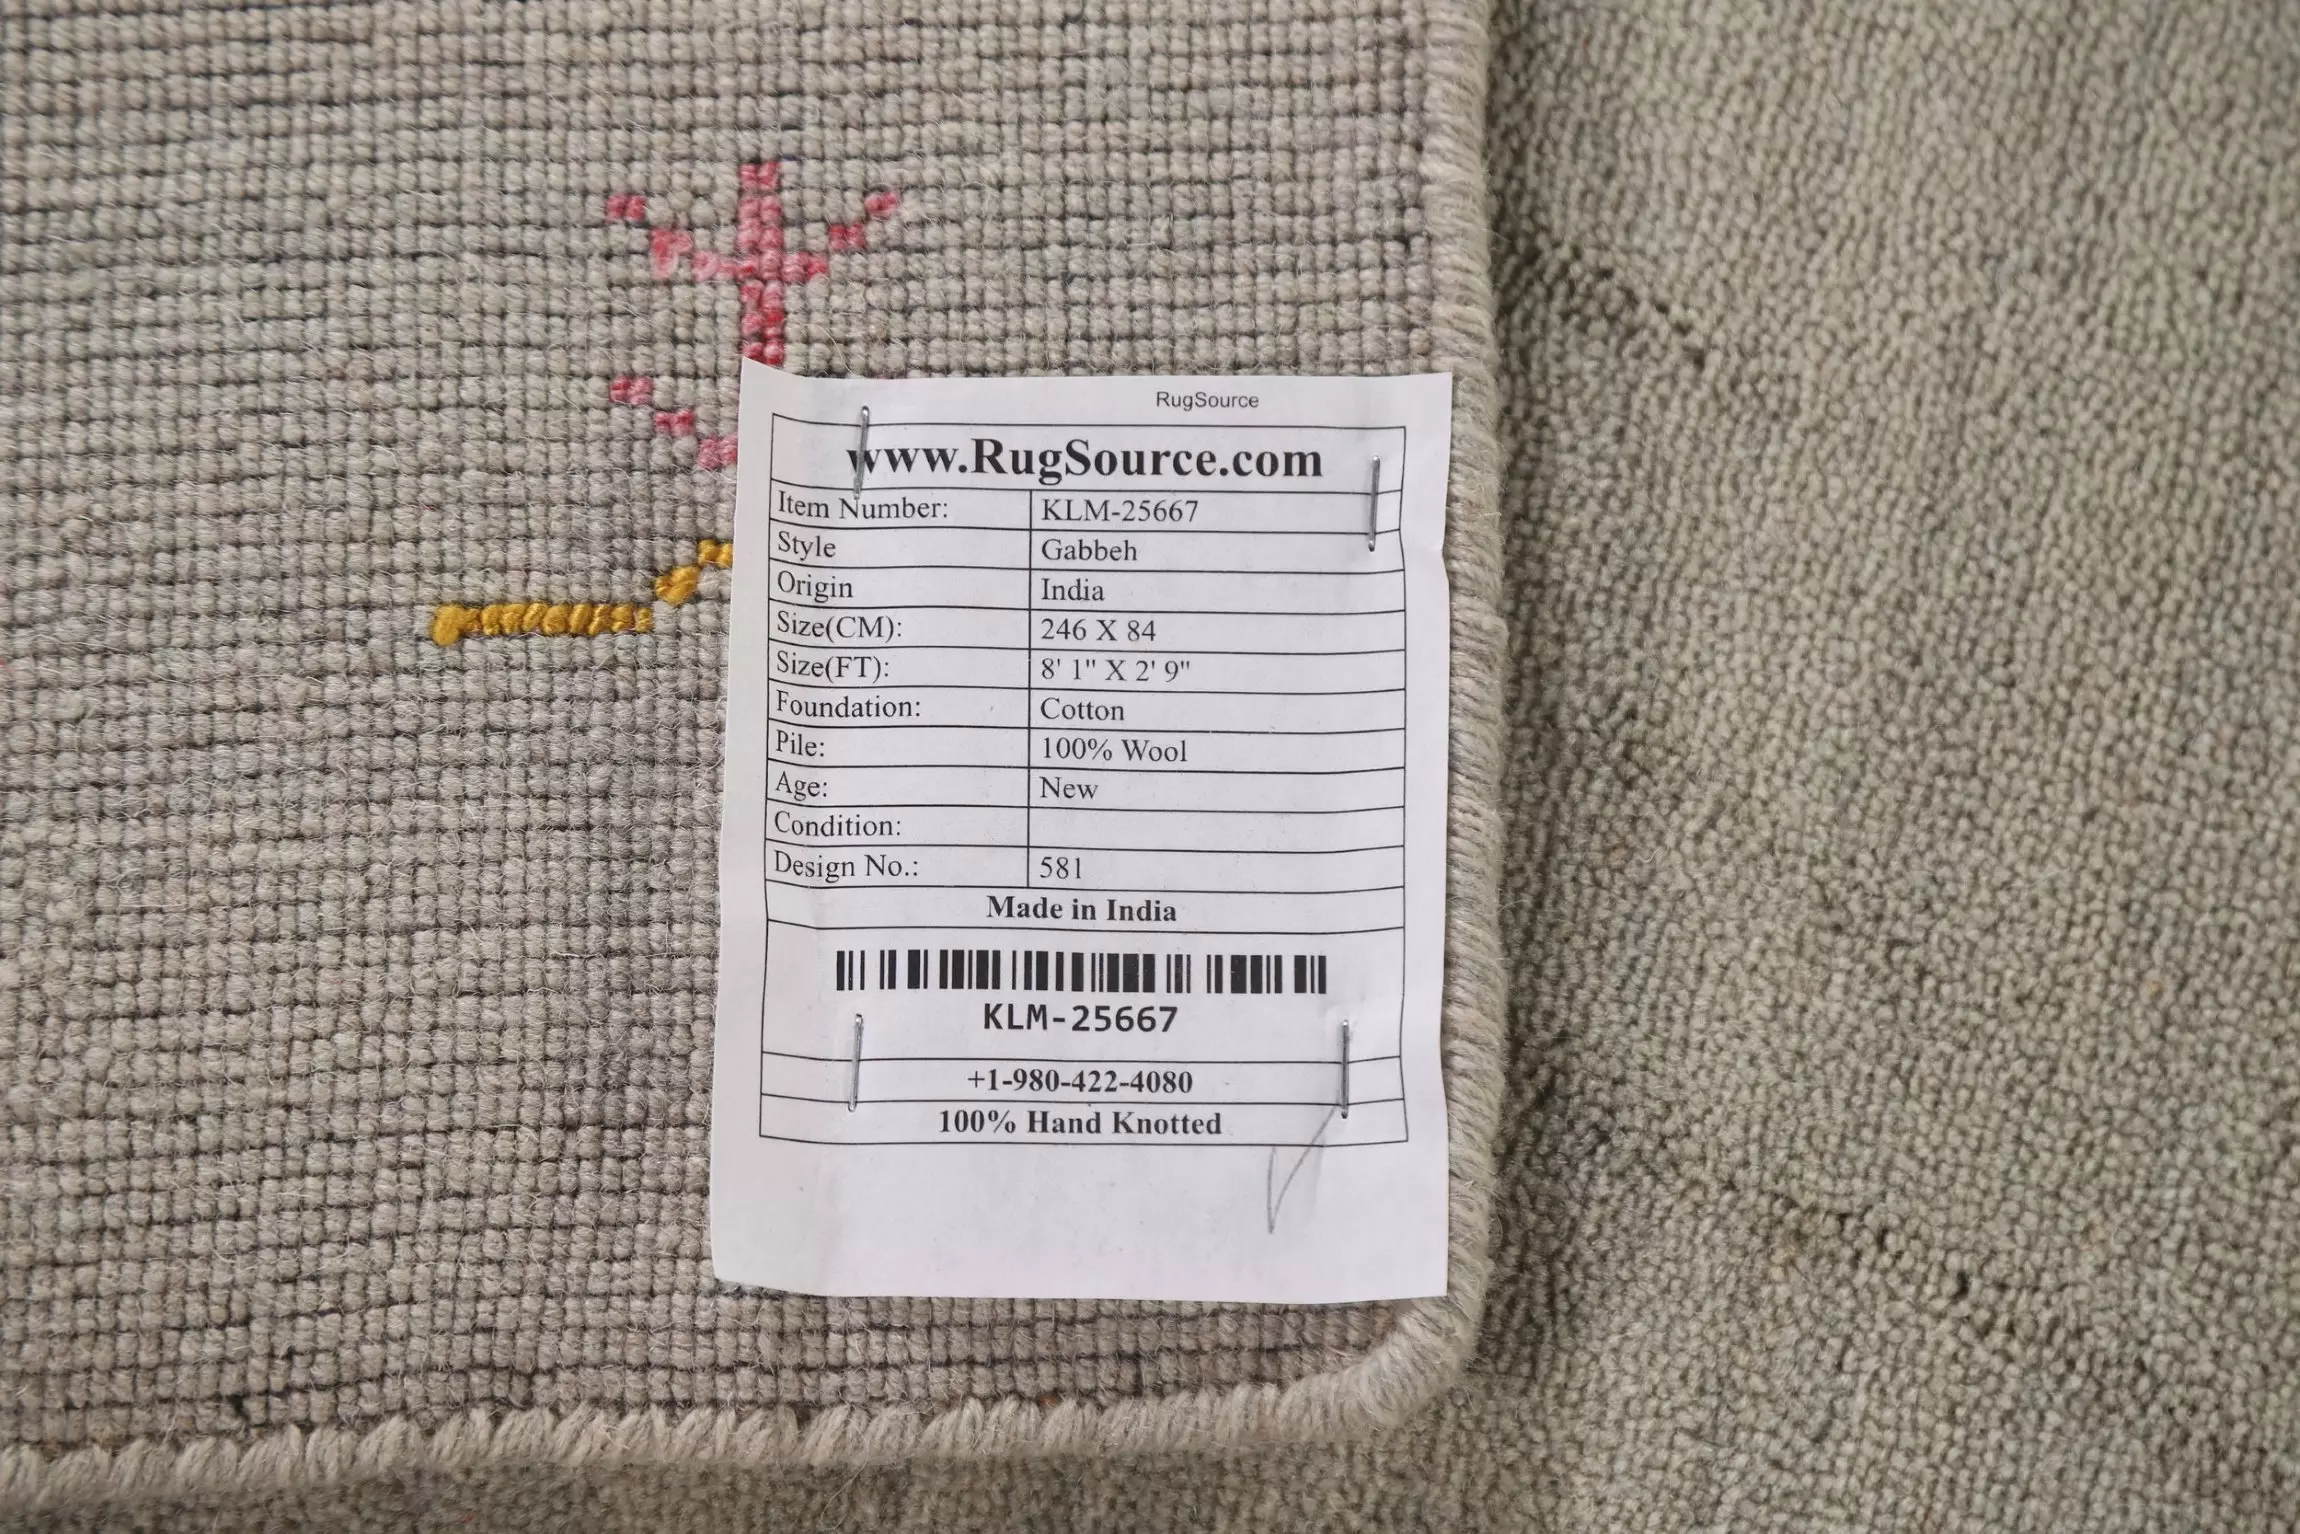 RugSource
www.RugSource.com
Item Number: KLM-25667
Style Gabbeh
Origin India
Size(CM): 246 X 84
Size(FT): 8' 1" X 2' 9"
Foundation: Cotton
Pile: 100% Wool
Age: New
Condition:
Design No.: 581
Made in India
KLM-25667
+1-980-422-4080
100% Hand Knotted